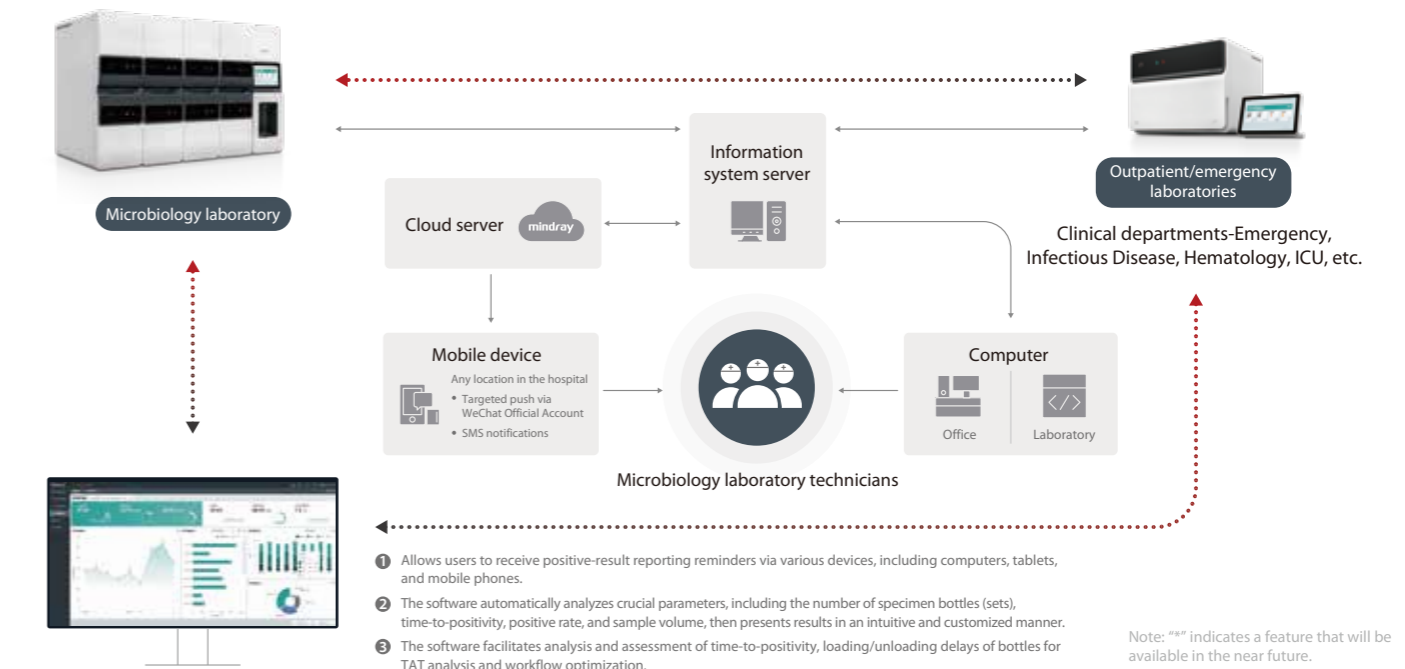 Information
system server
Outpatient/emergency
laboratories
Microbiology laboratory
Cloud server
mindray
Clinical departments-Emergency,
Infectious Disease, Hematology, ICU, etc.
Mobile device
Any location in the hospital
• Targeted push via
WeChat Official Account
• SMS notifications
Computer
</>
Office
Laboratory
Microbiology laboratory technicians
1 Allows users to receive positive-result reporting reminders via various devices, including computers, tablets,
and mobile phones.
2 The software automatically analyzes crucial parameters, including the number of specimen bottles (sets),
time-to-positivity, positive rate, and sample volume, then presents results in an intuitive and customized manner.
3 The software facilitates analysis and assessment of time-to-positivity, loading/unloading delays of bottles for
TAT analysis and workflow optimization.
Note: "*" indicates a feature that will be
available in the near future.